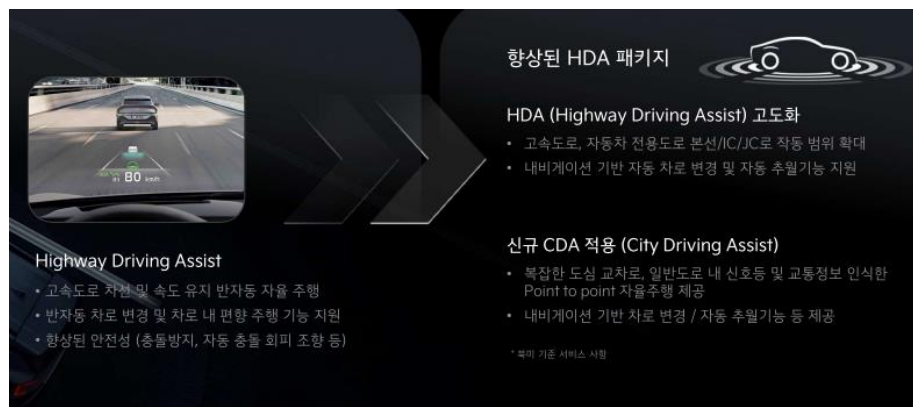 80 km/h
Highway Driving Assist
• 고속도로 차선 및 속도 유지 반자동 자율 주행
• 반자동 차로 변경 및 차로 내 편향 주행 기능 지원
• 향상된 안전성 (충돌방지, 자동 충돌 회피 조향 등)
향상된 HDA 패키지
HDA (Highway Driving Assist) 고도화
• 고속도로, 자동차 전용도로 본선/IC/JC로 작동 범위 확대
• 내비게이션 기반 자동 차로 변경 및 자동 추월기능 지원
신규 CDA 적용 (City Driving Assist)
• 복잡한 도심 교차로, 일반도로 내 신호등 및 교통정보 인식한
Point to point 자율주행 제공
• 내비게이션 기반 차로 변경 / 자동 추월기능 등 제공
* 북미 기준 서비스 사항